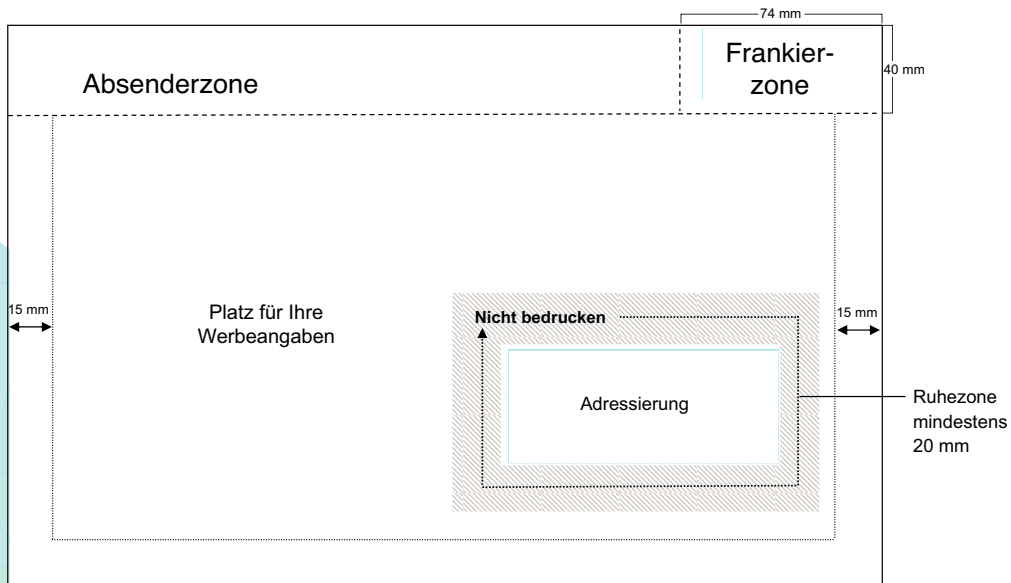 74 mm
Frankier-
zone
40 mm
Absenderzone
15 mm
Platz für Ihre
Werbeangaben
Nicht bedrucken
15 mm
Adressierung
Ruhezone
mindestens
20 mm